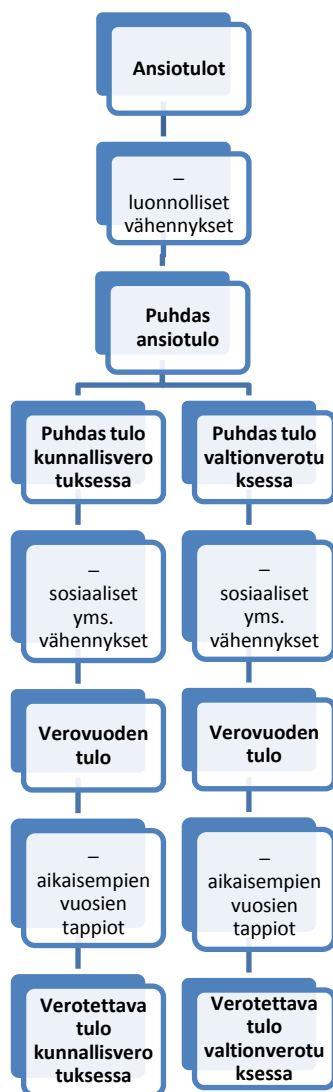 Ansiotulot
–
luonnolliset
vähennykset
Puhdas
ansiotulo
Puhdas tulo
kunnallisvero
tuksessa
Puhdas tulo
valtionverotu
ksessa
–
sosiaaliset
yms.
vähennykset
–
sosiaaliset
yms.
vähennykset
Verovuoden
tulo
Verovuoden
tulo
–
aikaisempien
vuosien
tappiot
–
aikaisempien
vuosien
tappiot
Verotettava
tulo
kunnallisvero
tuksessa
Verotettava
tulo
valtionverotu
ksessa